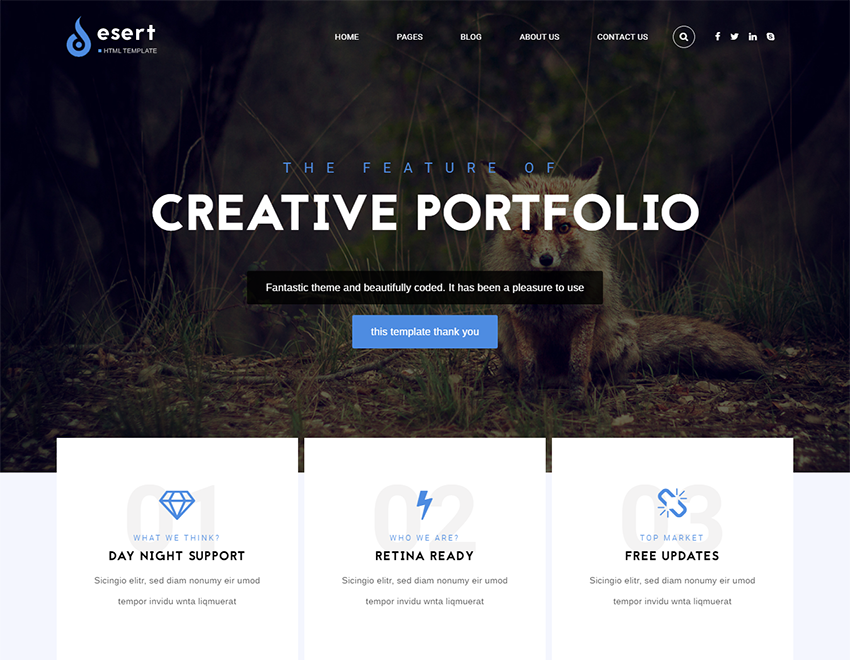 esert
HTML TEMPLATE
HOME PAGES BLOG ABOUT US CONTACT US
THE FEATURE OF
CREATIVE PORTFOLIO
Fantastic theme and beautifully coded. It has been a pleasure to use
this template thank you
01
WHAT WE THINK?
DAY NIGHT SUPPORT
Sicingio elitr, sed diam nonumy eir umod
tempor invidu wnta liqmuerat
02
WHO WE ARE?
RETINA READY
Sicingio elitr, sed diam nonumy eir umod
tempor invidu wnta liqmuerat
03
TOP MARKET
FREE UPDATES
Sicingio elitr, sed diam nonumy eir umod
tempor invidu wnta liqmuerat